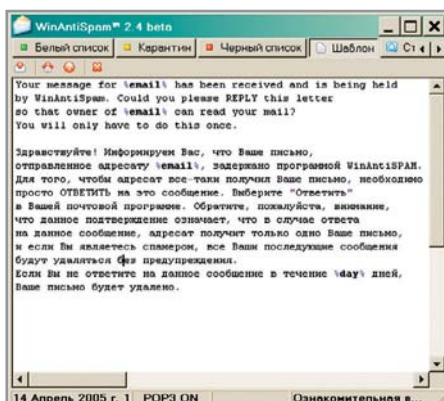 WinAntiSpam™ 2.4 beta
Белый список Карантин Черный список Шаблон Ст
Your message for %email% has been received and is being held
by WinAntiSpam. Could you please REPLY this letter
so that owner of %email% can read your mail?
You will only have to do this once.
Здравствуйте! Информируем Вас, что Ваше письмо,
отправленное адресату %email%, задержано программой WinAntiSPAM.
Для того, чтобы адресат все-таки получил Ваше письмо, необходимо
просто ОТВЕТИТЬ на это сообщение. Выберите "Ответить"
в Вашей почтовой программе. Обратите, пожалуйста, внимание,
что данное подтверждение означает, что в случае ответа
на данное сообщение, адресат получит только одно Ваше письмо,
и если Вы являетесь спамером, все Ваши последующие сообщения
будут удаляться без предупреждения.
Если Вы не ответите на данное сообщение в течение %day% дней,
Ваше письмо будет удалено.
14 Апрель 2005 г. 1 POP3 ON Ознакомительная в...